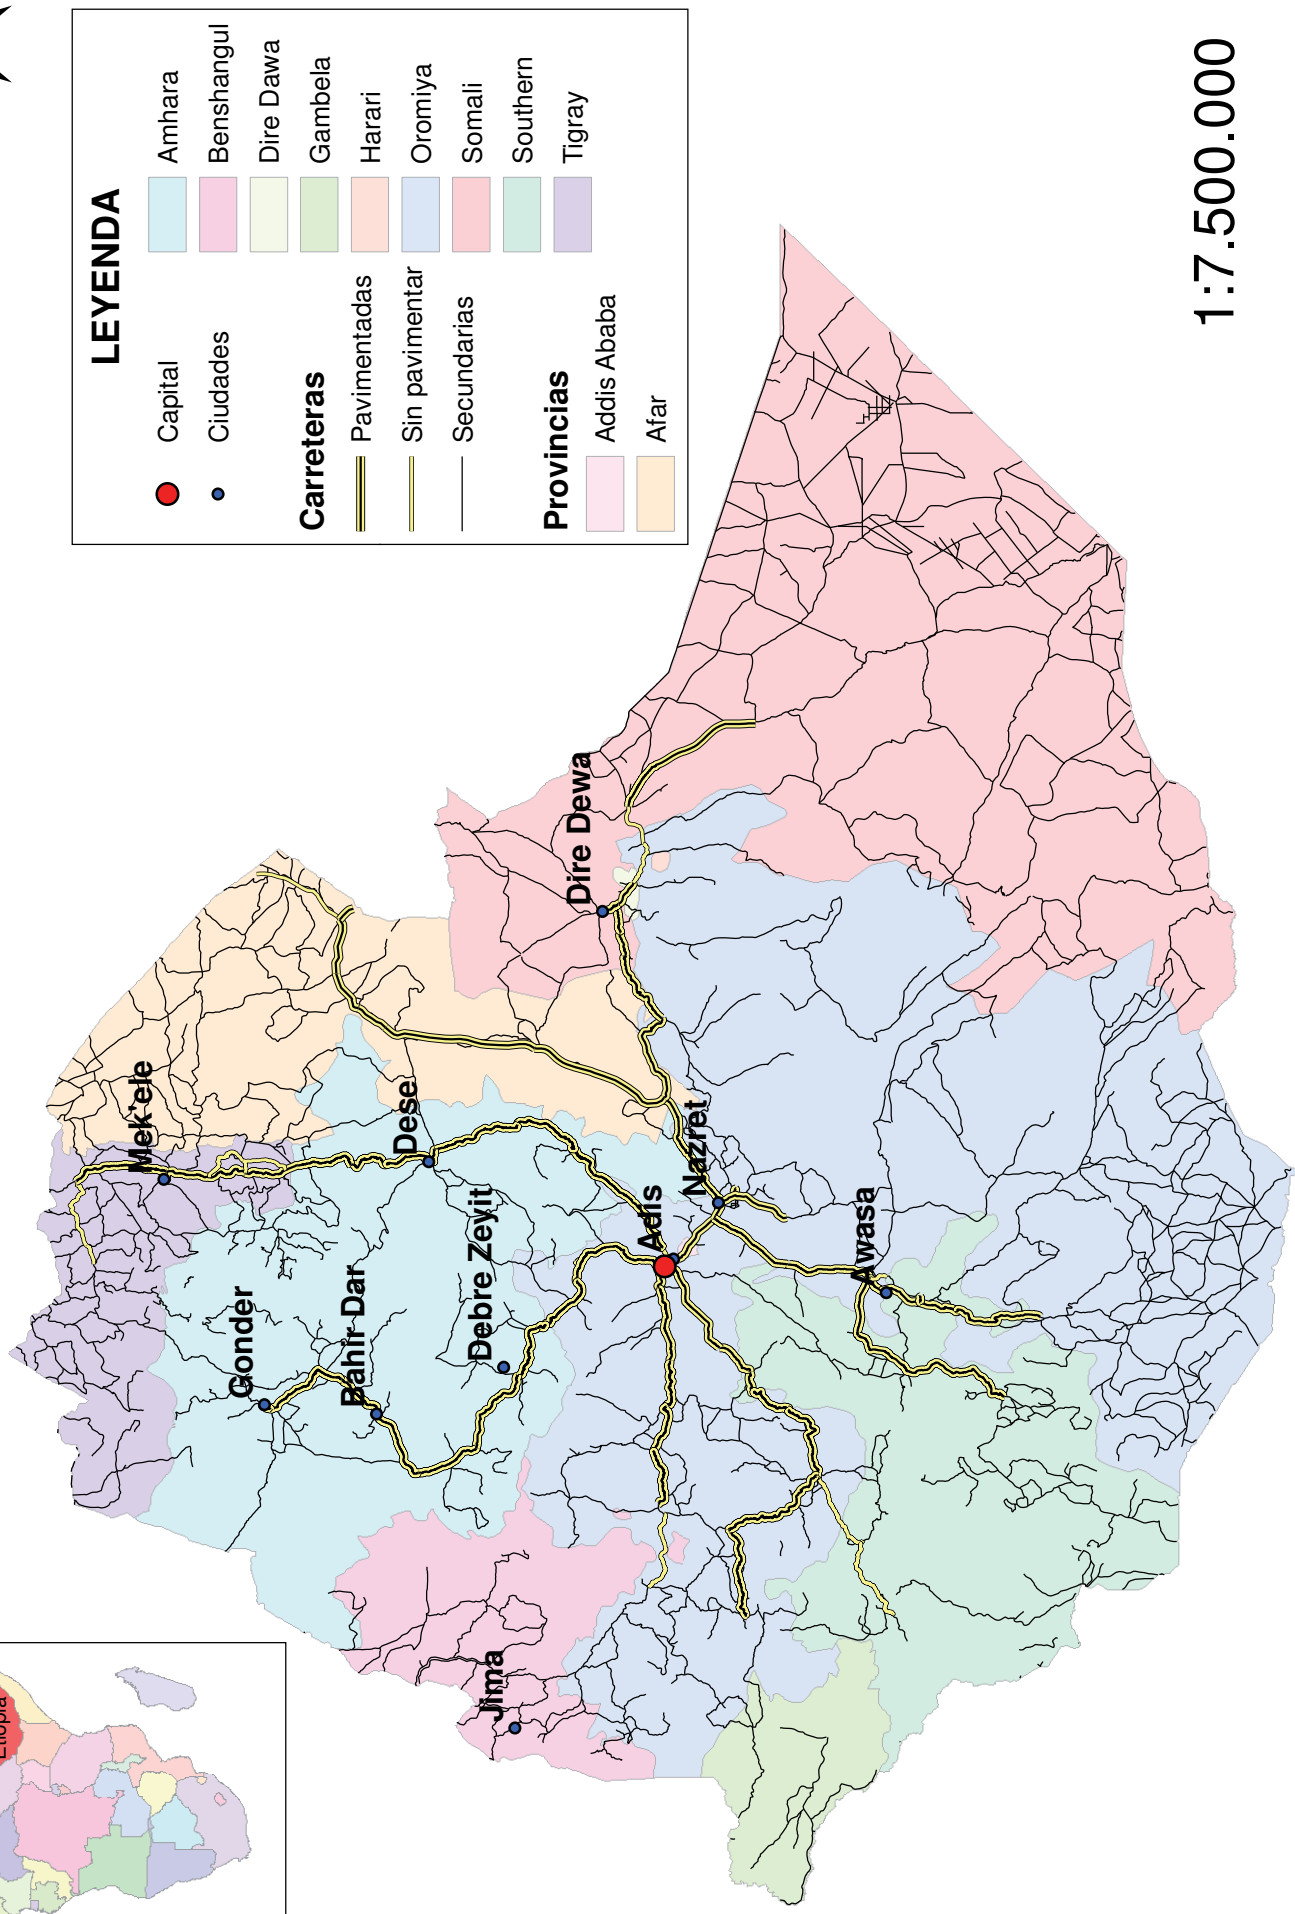 LEYENDA
Capital
Ciudades
Carreteras
Pavimentadas
Sin pavimentar
Secundarias
Provincias
Addis Ababa
Afar
Amhara
Benshangul
Dire Dawa
Gambela
Harari
Oromiya
Somali
Southern
Tigray
Mek'ele
Gonder
Bahir Dar
Dese
Debre Zeyit
Dire Dewa
Jima
Adis
Nazret
Awasa
Etiopia
1:7.500.000